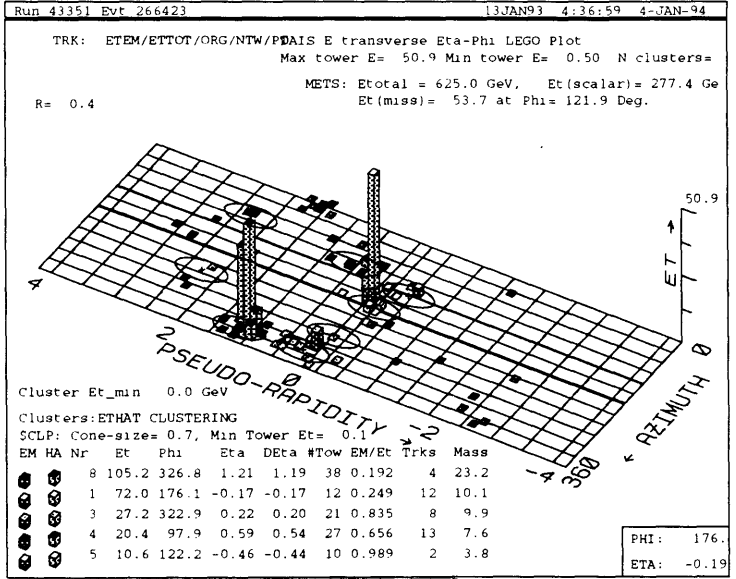 Run 43351 Evt 266423 13JAN93 4:36:59 4-JAN-94
TRK: ETEM/ETTOT/ORG/NTW/PDAIS E transverse Eta-Phi LEGO Plot
Max tower E= 50.9 Min tower E= 0.50 N clusters=
METS: Etotal = 625.0 GeV, Et(scalar)= 277.4 Ge
R= 0.4 Et(miss)= 53.7 at Phi= 121.9 Deg.
50.9
ET
4 2 0 -2 -4
PSEUDO-RAPIDITY
0 360
AZIMUTH
Cluster Et_min 0.0 GeV
Clusters:ETHAT CLUSTERING
$CLP: Cone-size= 0.7, Min Tower Et= 0.1
EM HA Nr Et Phi Eta DEta #Tow EM/Et Trks Mass
8 105.2 326.8 1.21 1.19 38 0.192 4 23.2
1 72.0 176.1 -0.17 -0.17 12 0.249 12 10.1
3 27.2 322.9 0.22 0.20 21 0.835 8 9.9
4 20.4 97.9 0.59 0.54 27 0.656 13 7.6
5 10.6 122.2 -0.46 -0.44 10 0.989 2 3.8
PHI: 176.
ETA: -0.19